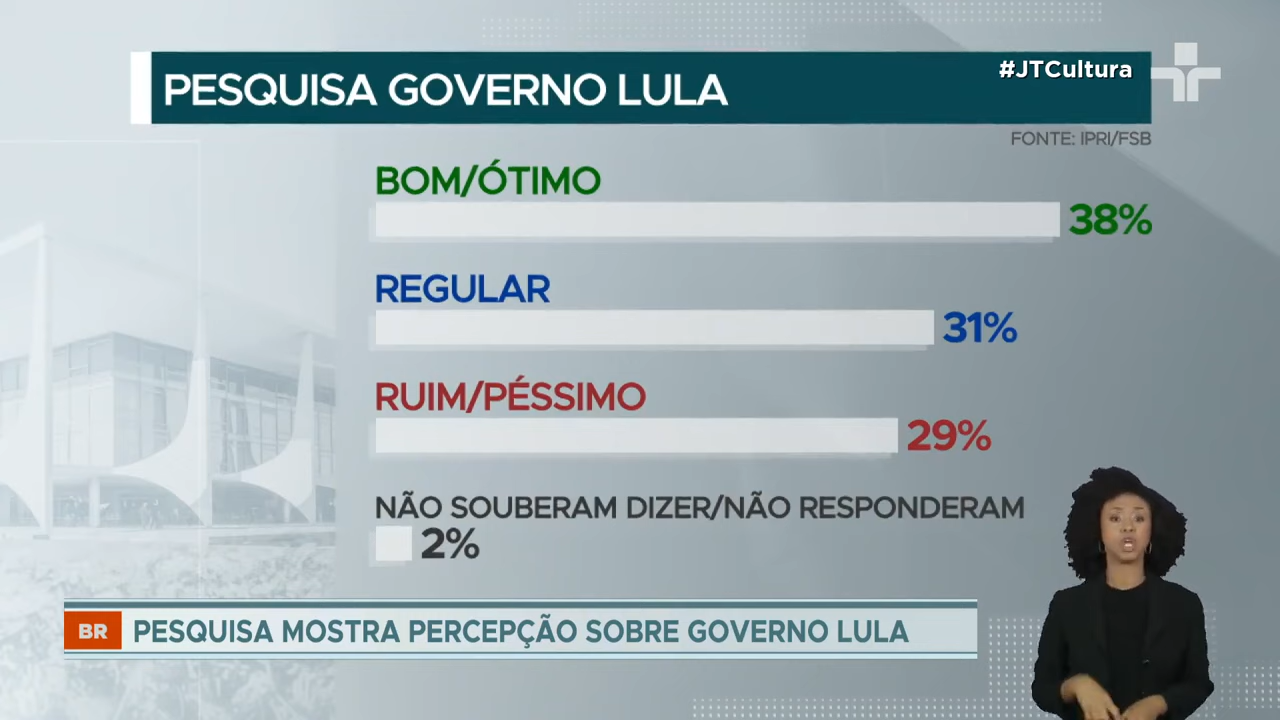 #JTCultura
PESQUISA GOVERNO LULA
FONTE: IPRI/FSB
BOM/ÓTIMO
38%
REGULAR
31%
RUIM/PÉSSIMO
29%
NÃO SOUBERAM DIZER/NÃO RESPONDERAM
2%
BR PESQUISA MOSTRA PERCEPÇÃO SOBRE GOVERNO LULA